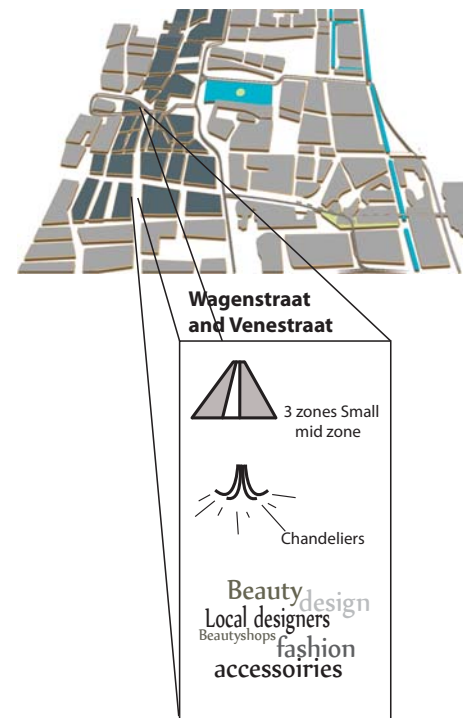 Wagenstraat
and Venestraat
3 zones Small
mid zone
Chandeliers
Beauty
design
Local designers
Beautyshops
fashion
accessoiries